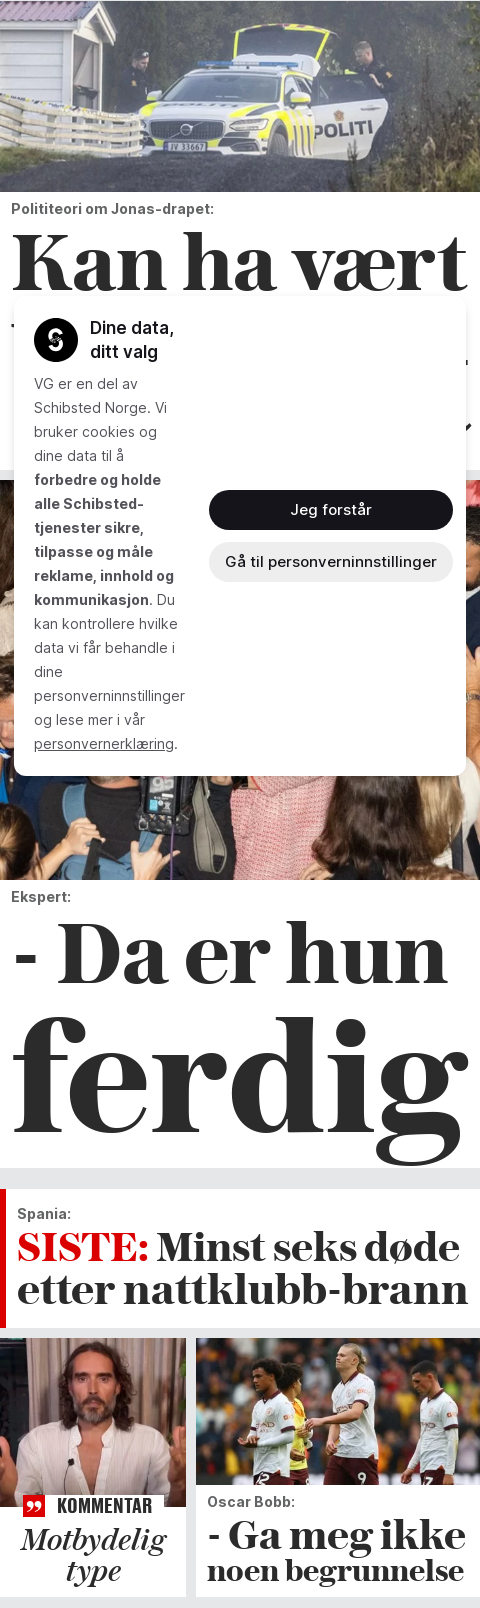 POLITI
POLITI
JV 33667
Polititeori om Jonas-drapet:
Kan ha vært
Dine data,
ditt valg
VG er en del av
Schibsted Norge. Vi
bruker cookies og
dine data til å
forbedre og holde
alle Schibsted-
tjenester sikre,
tilpasse og måle
reklame, innhold og
kommunikasjon. Du
kan kontrollere hvilke
data vi får behandle i
dine
personverninnstillinger
og lese mer i vår
personvernerklæring.
Jeg forstår
Gå til personverninnstillinger
Ekspert:
- Da er hun
ferdig
Spania:
SISTE: Minst seks døde
etter nattklubb-brann
KOMMENTAR
Motbydelig
type
Oscar Bobb:
- Ga meg ikke
noen begrunnelse